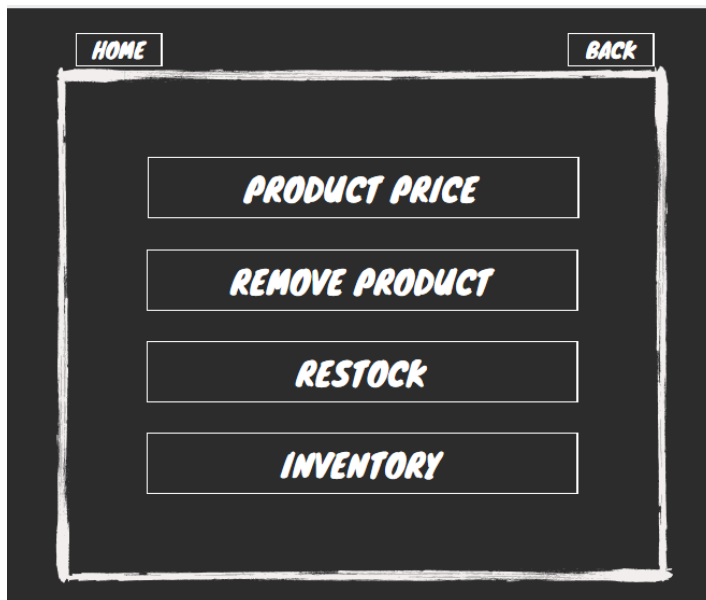 HOME
BACK
PRODUCT PRICE
REMOVE PRODUCT
RESTOCK
INVENTORY